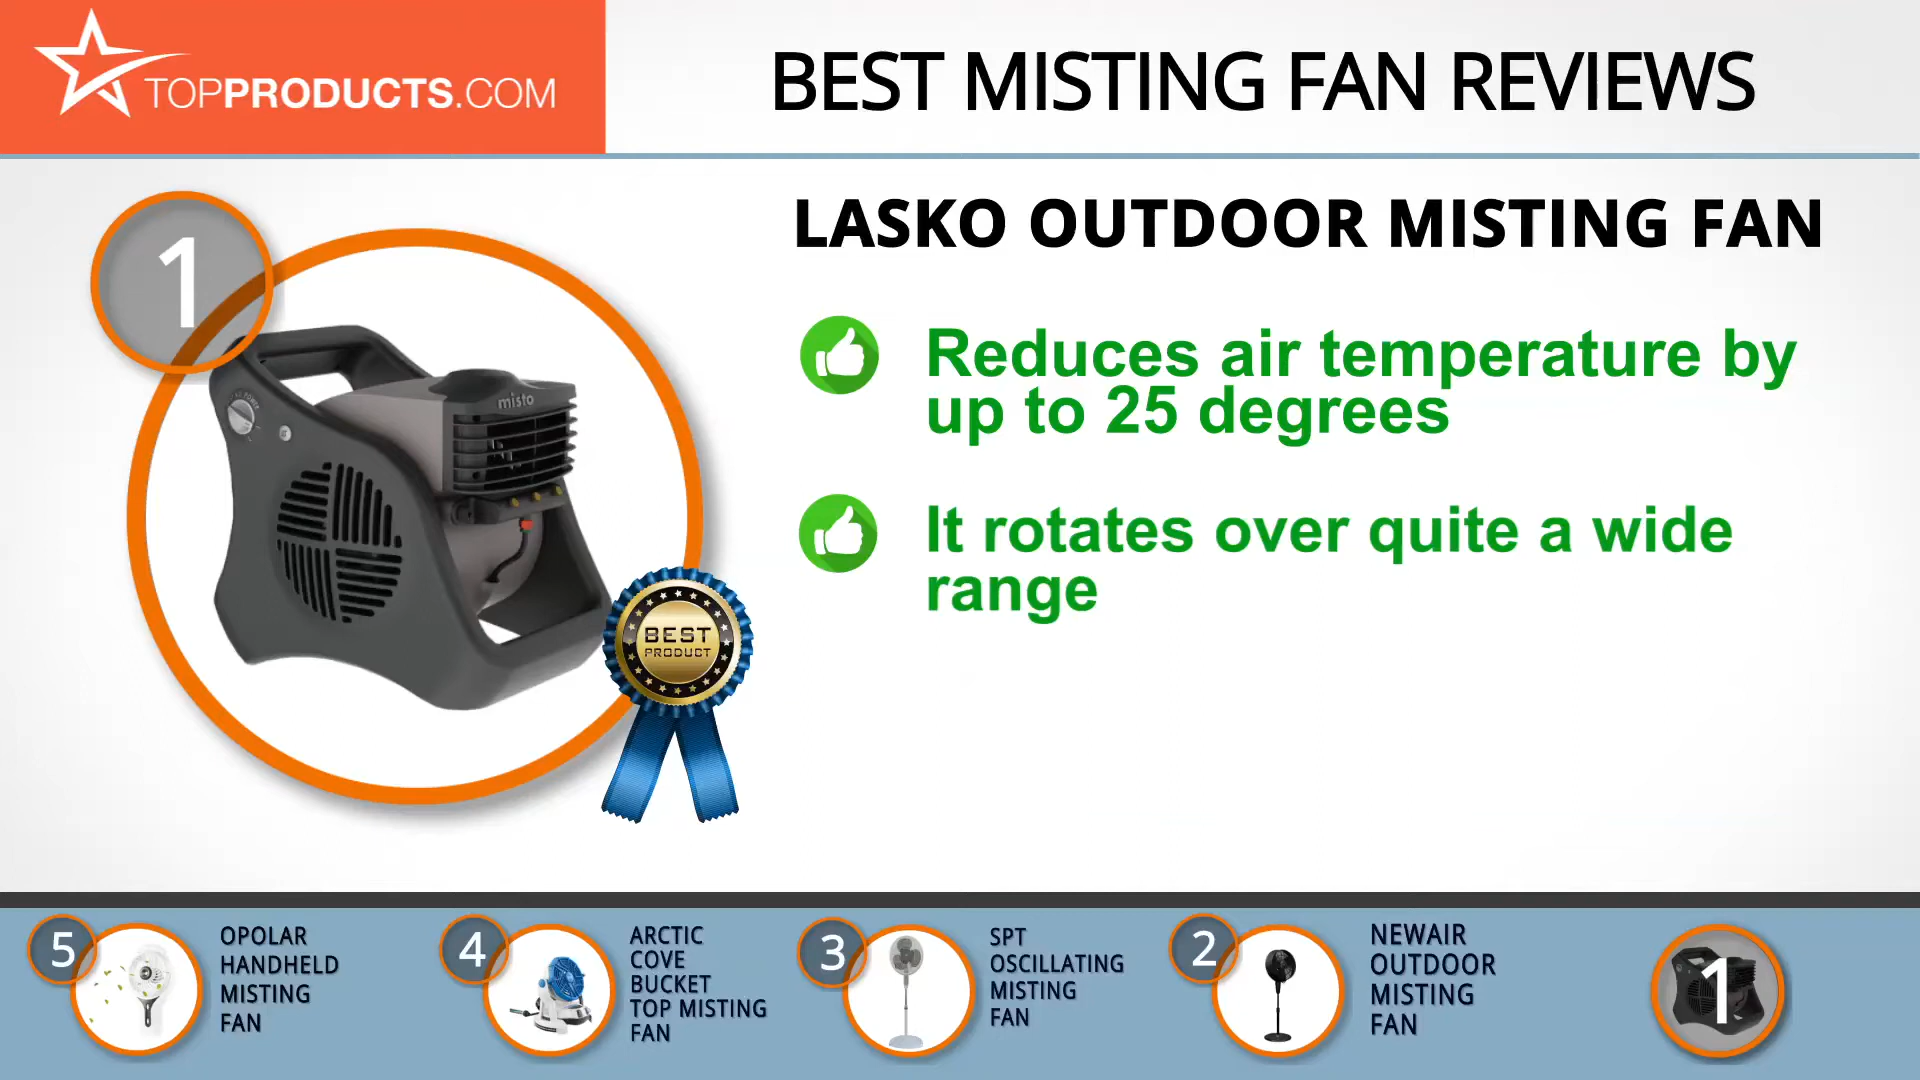 TOPPRODUCTS.COM
BEST MISTING FAN REVIEWS
1
LASKO OUTDOOR MISTING FAN
Reduces air temperature by
up to 25 degrees
It rotates over quite a wide
range
misto
BEST
PRODUCT
5
OPOLAR
HANDHELD
MISTING
FAN
4
ARCTIC
COVE
BUCKET
TOP MISTING
FAN
3
SPT
OSCILLATING
MISTING
FAN
2
NEWAIR
OUTDOOR
MISTING
FAN
1